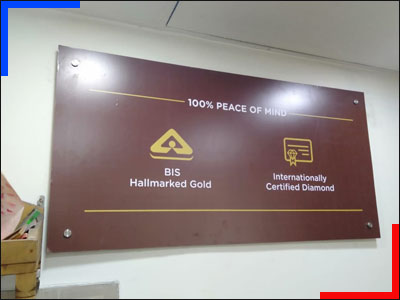 100% PEACE OF MIND
BIS
Hallmarked Gold
Internationally
Certified Diamond